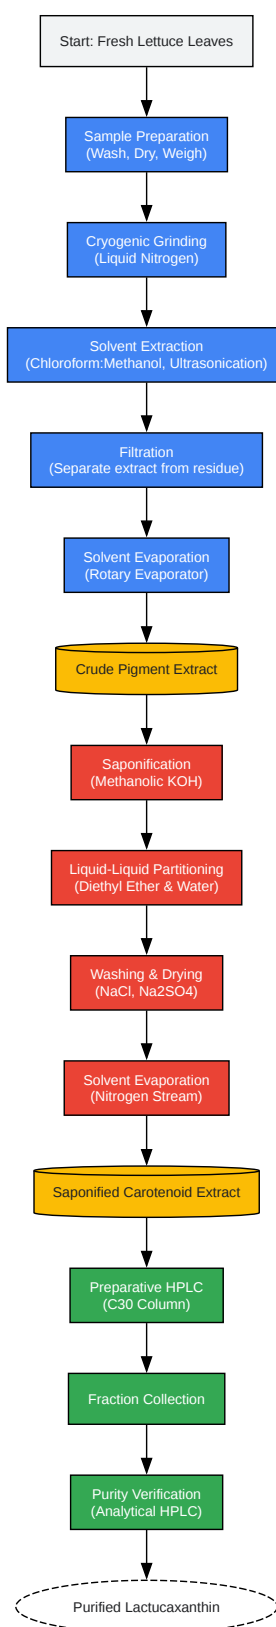 Start: Fresh Lettuce Leaves
Sample Preparation
(Wash, Dry, Weigh)
Cryogenic Grinding
(Liquid Nitrogen)
Solvent Extraction
(Chloroform:Methanol, Ultrasonication)
Filtration
(Separate extract from residue)
Solvent Evaporation
(Rotary Evaporator)
Crude Pigment Extract
Saponification
(Methanolic KOH)
Liquid-Liquid Partitioning
(Diethyl Ether & Water)
Washing & Drying
(NaCl, Na2SO4)
Solvent Evaporation
(Nitrogen Stream)
Saponified Carotenoid Extract
Preparative HPLC
(C30 Column)
Fraction Collection
Purity Verification
(Analytical HPLC)
Purified Lactucaxanthin